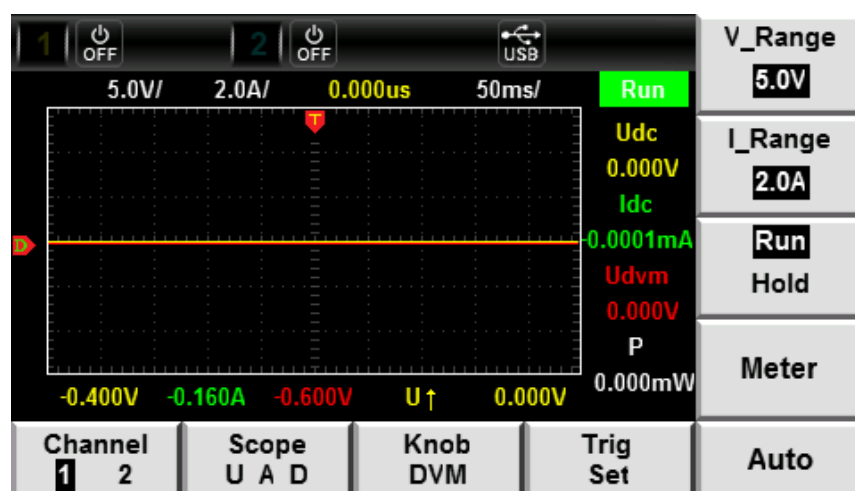 1 OFF 2 OFF USB
5.0V/ 2.0A/ 0.000us 50ms/ Run
T
Udc
0.000V
Idc
D
-0.0001mA
Udvm
0.000V
P
0.000mW
-0.400V -0.160A -0.600V U↑ 0.000V
V_Range
5.0V
I_Range
2.0A
Run
Hold
Meter
Auto
Channel
1 2
Scope
U A D
Knob
DVM
Trig
Set